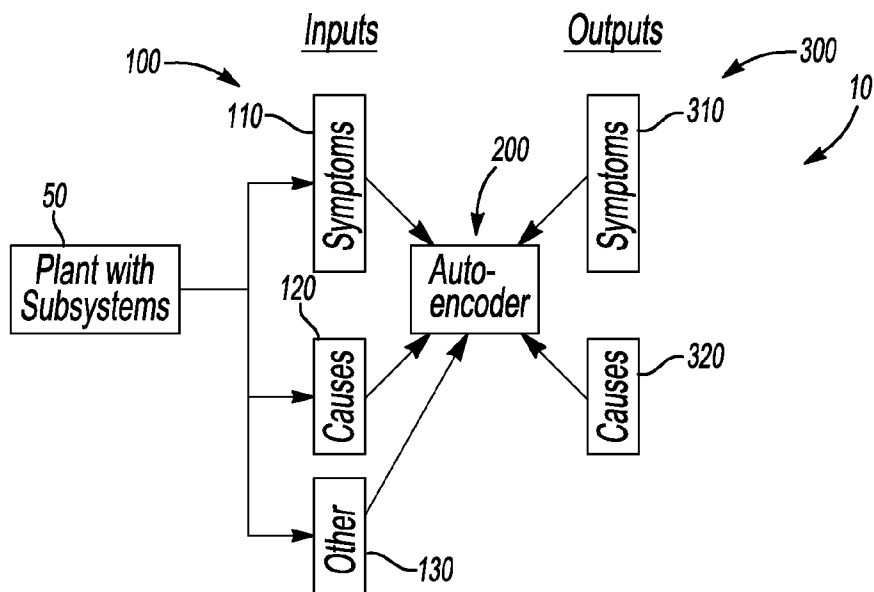 Inputs
Outputs
100
300
10
110
310
Symptoms
Symptoms
200
50
Plant with
Subsystems
Auto-
encoder
120
Causes
Causes
320
Other
130